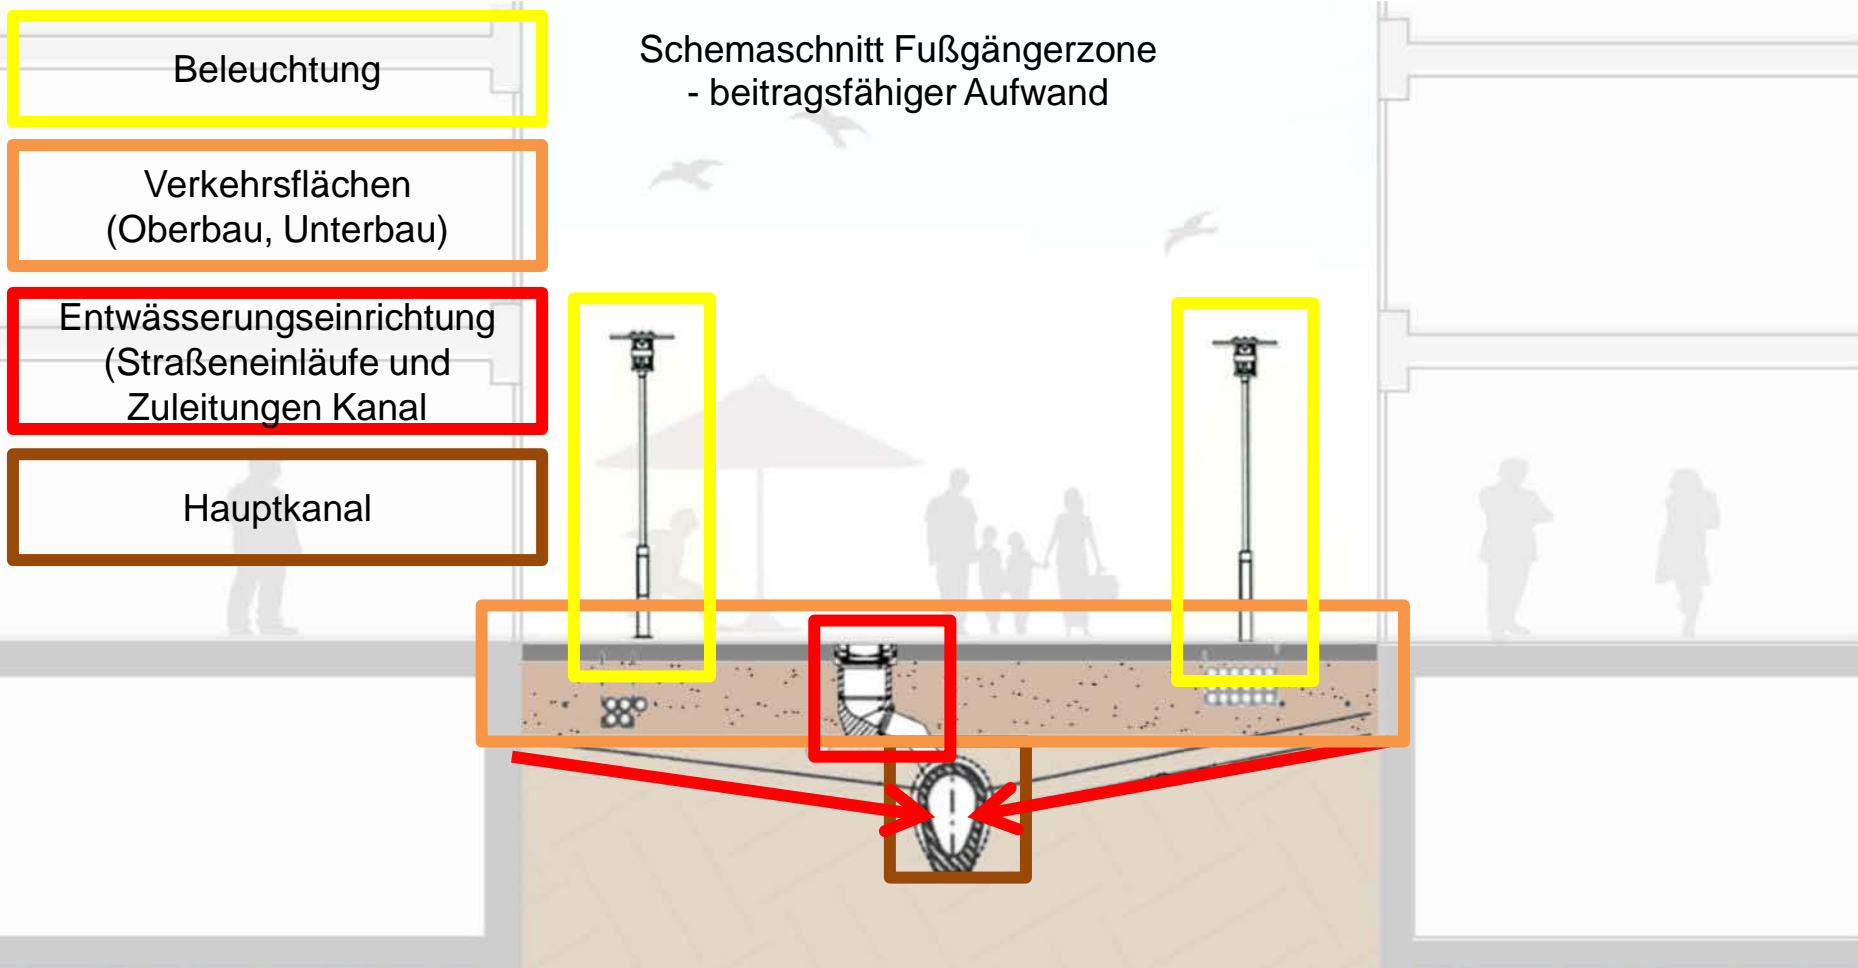 Schemaschnitt Fußgängerzone
- beitragsfähiger Aufwand
Beleuchtung
Verkehrsflächen
(Oberbau, Unterbau)
Entwässerungseinrichtung
(Straßeneinläufe und
Zuleitungen Kanal
Hauptkanal